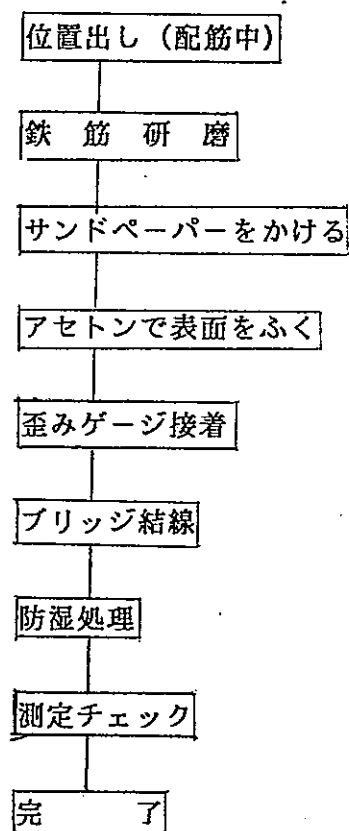 位置出し（配筋中）
鉄筋研磨
サンドペーパーをかける
アセトンで表面をふく
歪みゲージ接着
ブリッジ結線
防湿処理
測定チェック
完了